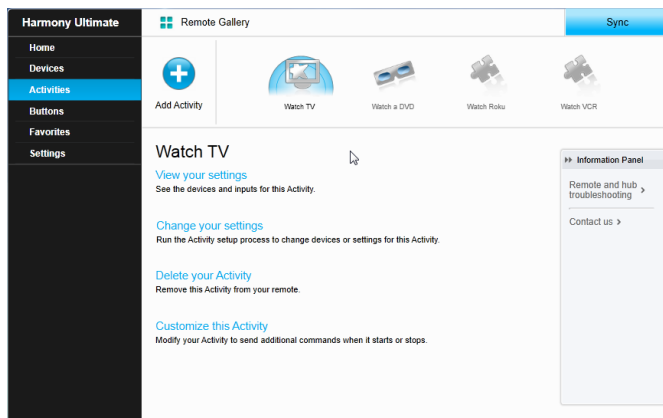 Harmony Ultimate
Remote Gallery
Sync
Home
Devices
Activities
Buttons
Favorites
Settings
Add Activity
Watch TV
Watch a DVD
Watch Roku
Watch VCR
Watch TV
View your settings
See the devices and inputs for this Activity.
Change your settings
Run the Activity setup process to change devices or settings for this Activity.
Delete your Activity
Remove this Activity from your remote.
Customize this Activity
Modify your Activity to send additional commands when it starts or stops.
Information Panel
Remote and hub
troubleshooting
Contact us